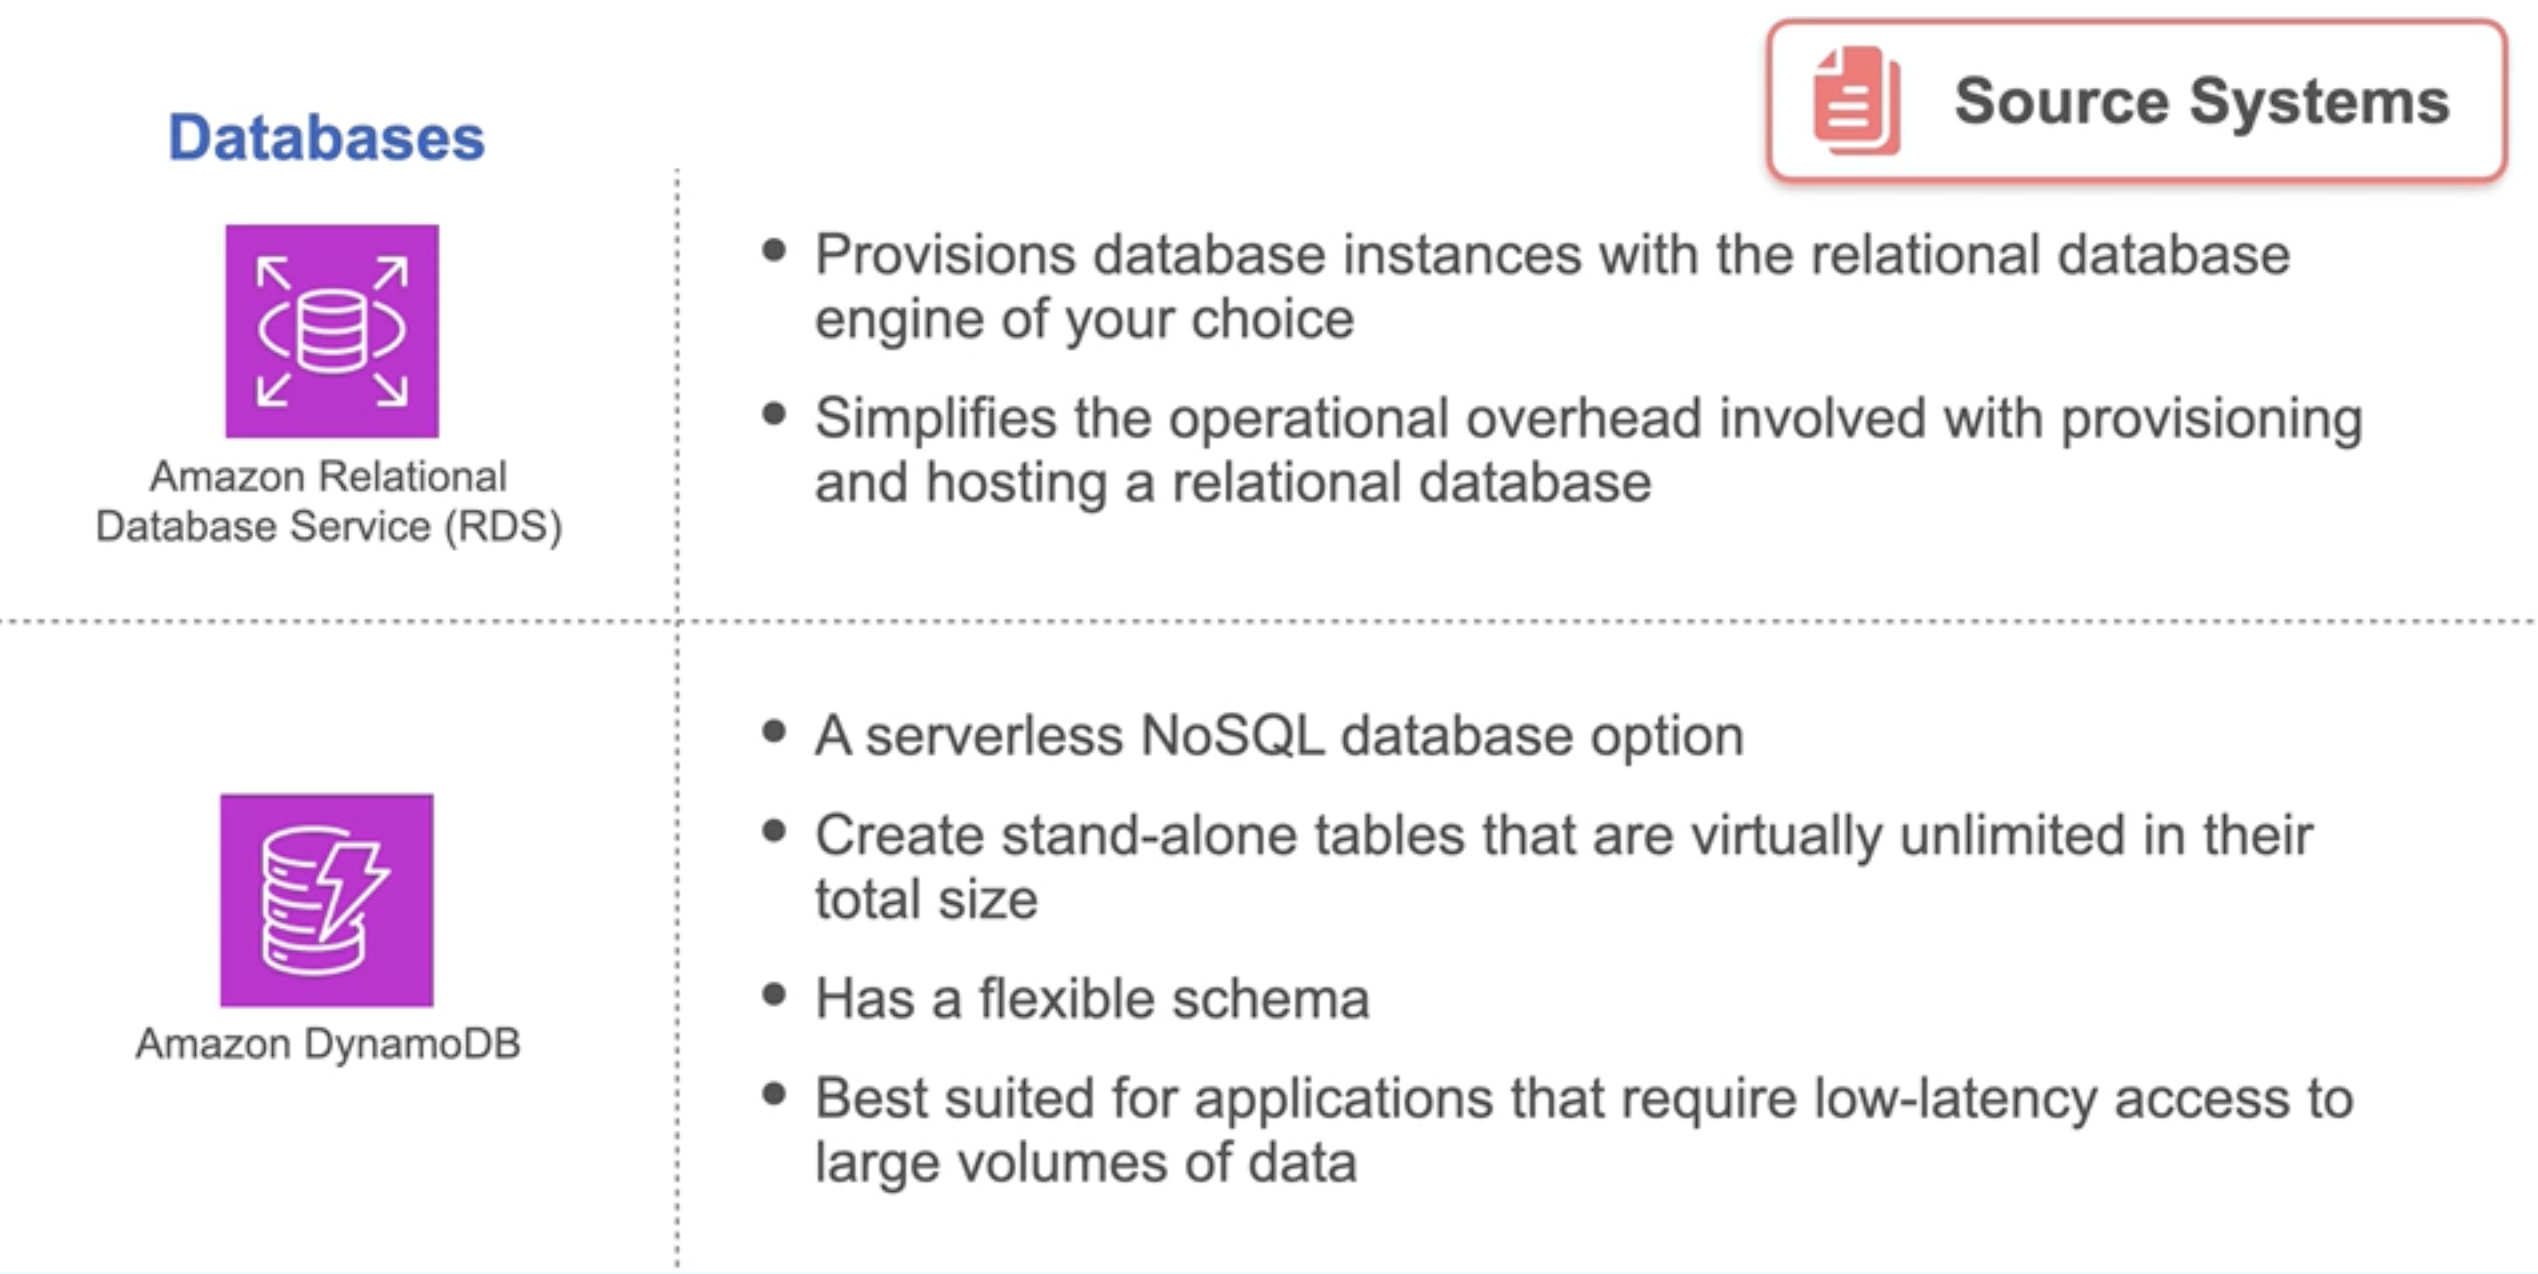 Source Systems
Databases
Amazon Relational
Database Service (RDS)
• Provisions database instances with the relational database
engine of your choice
• Simplifies the operational overhead involved with provisioning
and hosting a relational database
Amazon DynamoDB
• A serverless NoSQL database option
• Create stand-alone tables that are virtually unlimited in their
total size
• Has a flexible schema
• Best suited for applications that require low-latency access to
large volumes of data